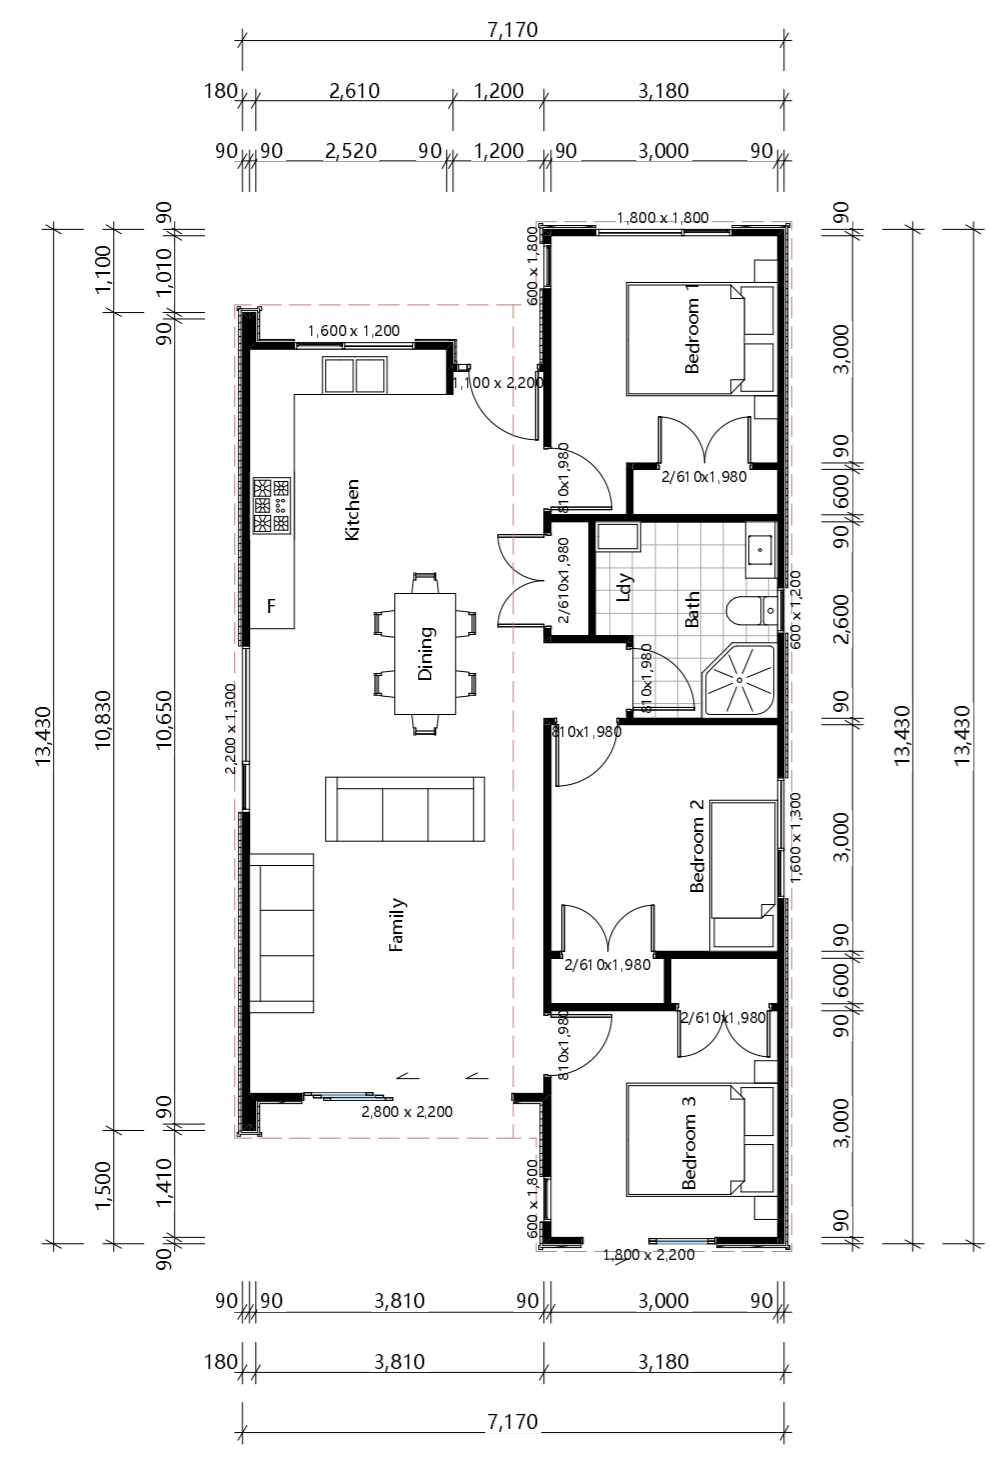 7,170
180 2,610 1,200 3,180
90 90 2,520 90 1,200 90 3,000 90
1,800 x 1,800
600 x 1,800
1,600 x 1,200
1,100 x 2,200
Bedroom 1
810x1,980
2/610x1,980
Kitchen
F
2/610x1,980
Ldy
Bath
600 x 1,200
Dining
810x1,980
2,200 x 1,300
810x1,980
Bedroom 2
1,600 x 1,300
Family
2/610x1,980
2/610x1,980
810x1,980
2,800 x 2,200
Bedroom 3
600 x 1,800
1,800 x 2,200
13,430
1,100
10,830
1,500
90
1,010
90
10,650
90
1,410
90
90
3,000
90
600
90
2,600
90
3,000
90
600
90
3,000
90
13,430
13,430
90 90 3,810 90 3,000 90
180 3,810 3,180
7,170